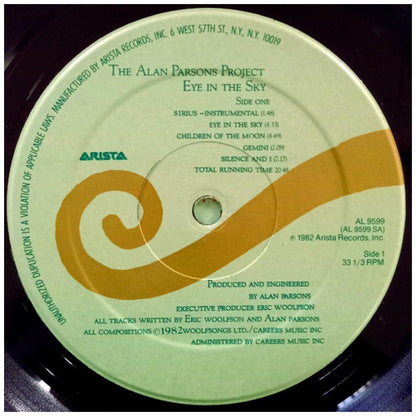 UNAUTHORIZED DUPLICATION IS A VIOLATION OF APPLICABLE LAWS. MANUFACTURED BY ARISTA RECORDS, INC. 6 WEST 57TH ST., N.Y., N.Y. 10019
THE ALAN PARSONS PROJECT
EYE IN THE SKY
SIDE ONE
SIRIUS -INSTRUMENTAL (1.48)
EYE IN THE SKY (4.33)
CHILDREN OF THE MOON (4.49)
GEMINI (2.09)
SILENCE AND I (7.17)
TOTAL RUNNING TIME 20.48
ARISTA
AL 9599
(AL 9599 SA)
℗ 1982 Arista Records, Inc.
Side 1
33 1/3 RPM
PRODUCED AND ENGINEERED
BY ALAN PARSONS
EXECUTIVE PRODUCER ERIC WOOLFSON
ALL TRACKS WRITTEN BY ERIC WOOLFSON AND ALAN PARSONS
ALL COMPOSITIONS ©1982 WOOLFSONGS LTD./CAREERS MUSIC INC
ADMINISTERED BY CAREERS MUSIC INC